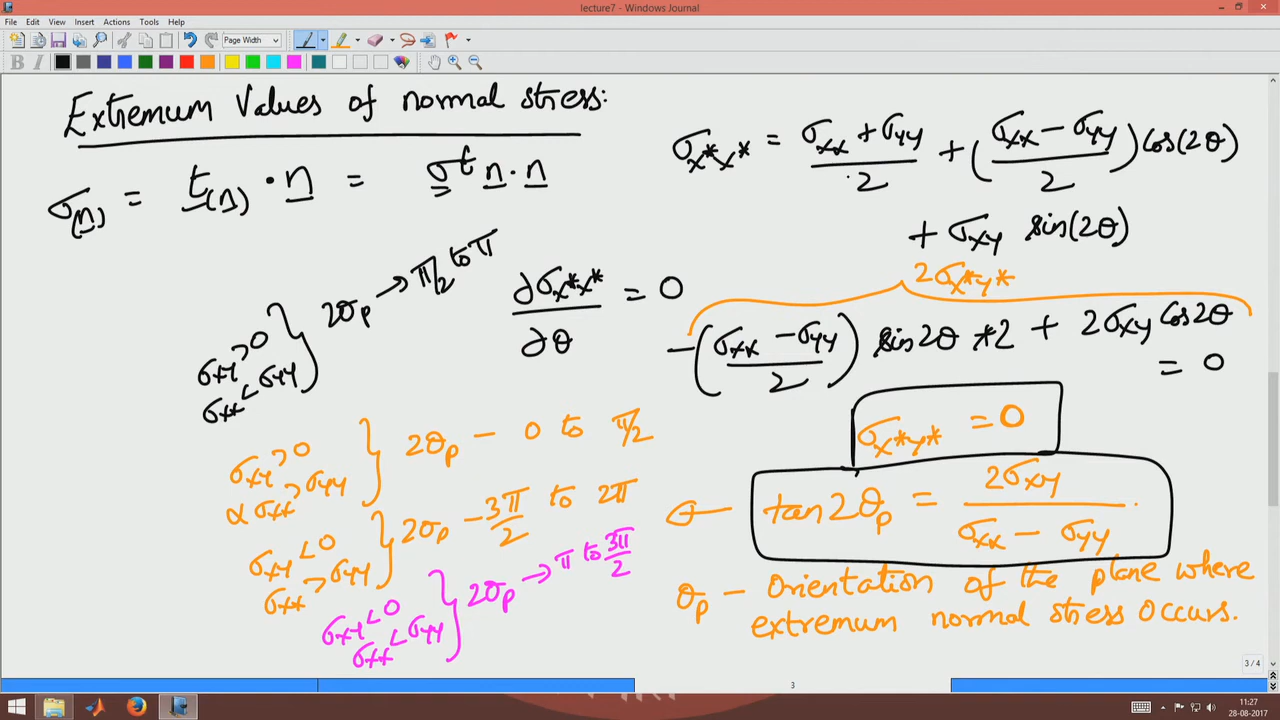 lecture7 - Windows Journal
File Edit View Insert Actions Tools Help
Page Width
B I
Extremum Values of normal stress:
σ(n) = t(n) · n = σ^t n · n
σx*x* = (σxx + σyy)/2 + ((σxx − σyy)/2) cos(2θ)
+ σxy sin(2θ)
2σx*y*
∂σx*x*/∂θ = 0
−((σxx − σyy)/2) sin2θ *2 + 2σxy cos2θ
= 0
σxy > 0
σxx < σyy } 2θp → π/2 to π
σx*y* = 0
σxy > 0
α σxx > σyy } 2θp − 0 to π/2
tan 2θp = 2σxy/(σxx − σyy).
σxy < 0
σxx > σyy } 2θp − 3π/2 to 2π
σxy < 0
σxx < σyy } 2θp → π to 3π/2
θp − Orientation of the plane where
extremum normal stress occurs.
3/4
3
11:27
28-08-2017